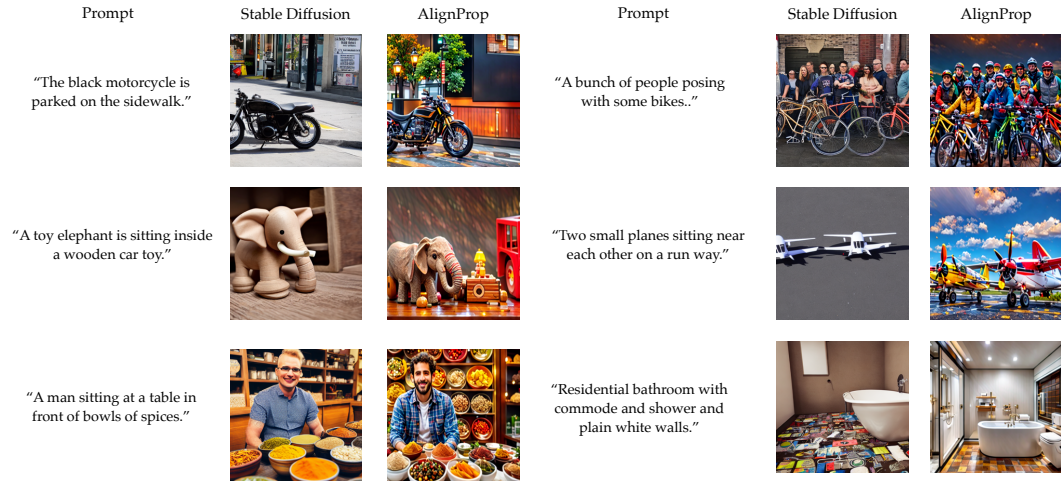 Prompt
Stable Diffusion
AlignProp
“The black motorcycle is
parked on the sidewalk.”
“A toy elephant is sitting inside
a wooden car toy.”
“A man sitting at a table in
front of bowls of spices.”
Prompt
Stable Diffusion
AlignProp
“A bunch of people posing
with some bikes..”
“Two small planes sitting near
each other on a run way.”
“Residential bathroom with
commode and shower and
plain white walls.”